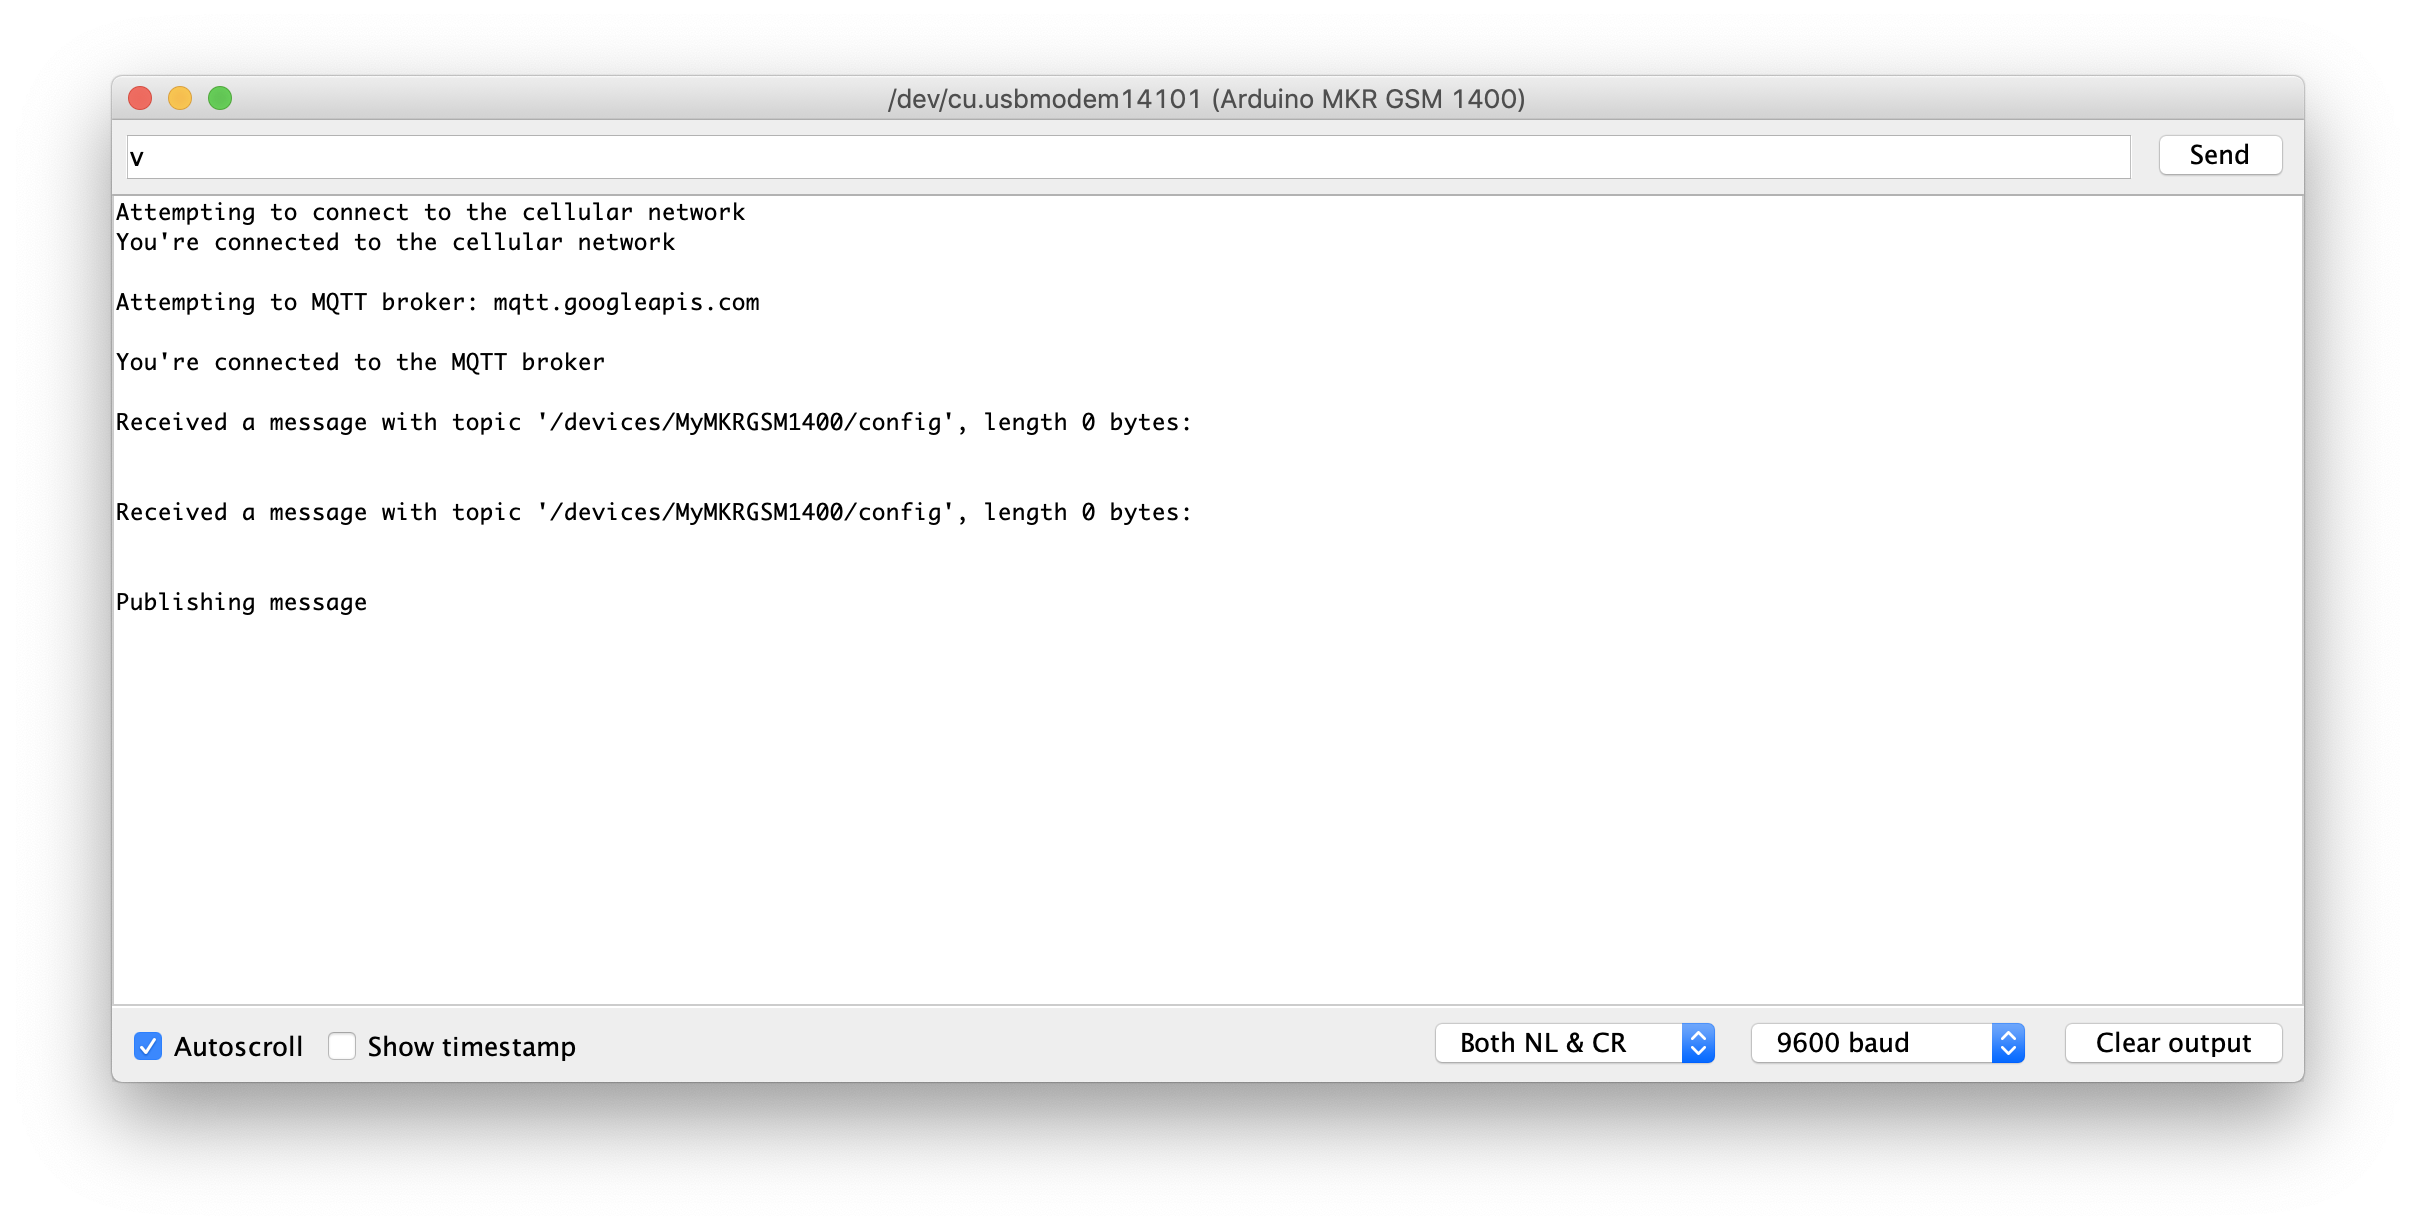 /dev/cu.usbmodem14101 (Arduino MKR GSM 1400)
v
Send
Attempting to connect to the cellular network
You're connected to the cellular network
Attempting to MQTT broker: mqtt.googleapis.com
You're connected to the MQTT broker
Received a message with topic '/devices/MyMKRGSM1400/config', length 0 bytes:
Received a message with topic '/devices/MyMKRGSM1400/config', length 0 bytes:
Publishing message
Autoscroll Show timestamp Both NL & CR 9600 baud Clear output